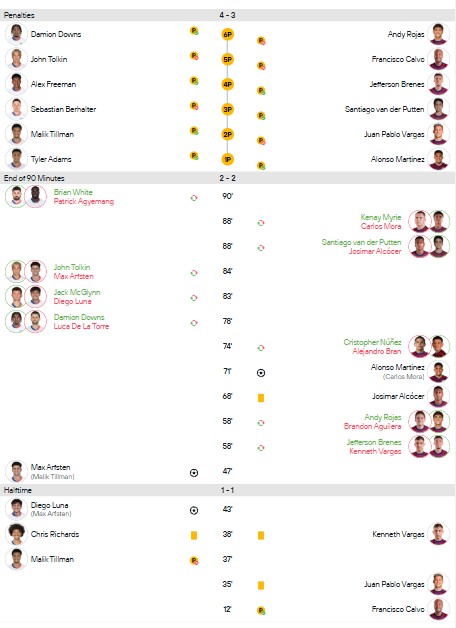 Penalties 4 - 3
Damion Downs 6P Andy Rojas
John Tolkin 5P Francisco Calvo
Alex Freeman 4P Jefferson Brenes
Sebastian Berhalter 3P Santiago van der Putten
Malik Tillman 2P Juan Pablo Vargas
Tyler Adams 1P Alonso Martínez
End of 90 Minutes 2 - 2
Brian White 90'
Patrick Agyemang
88' Kenay Myrie
Carlos Mora
88' Santiago van der Putten
Josimar Alcócer
John Tolkin 84'
Max Arfsten
Jack McGlynn 83'
Diego Luna
Damion Downs 78'
Luca De La Torre
74' Cristopher Núñez
Alejandro Bran
71' Alonso Martínez
(Carlos Mora)
68' Josimar Alcócer
58' Andy Rojas
Brandon Aguilera
58' Jefferson Brenes
Kenneth Vargas
Max Arfsten 47'
(Malik Tillman)
Halftime 1 - 1
Diego Luna 43'
(Max Arfsten)
Chris Richards 38' Kenneth Vargas
Malik Tillman 37'
35' Juan Pablo Vargas
12' Francisco Calvo